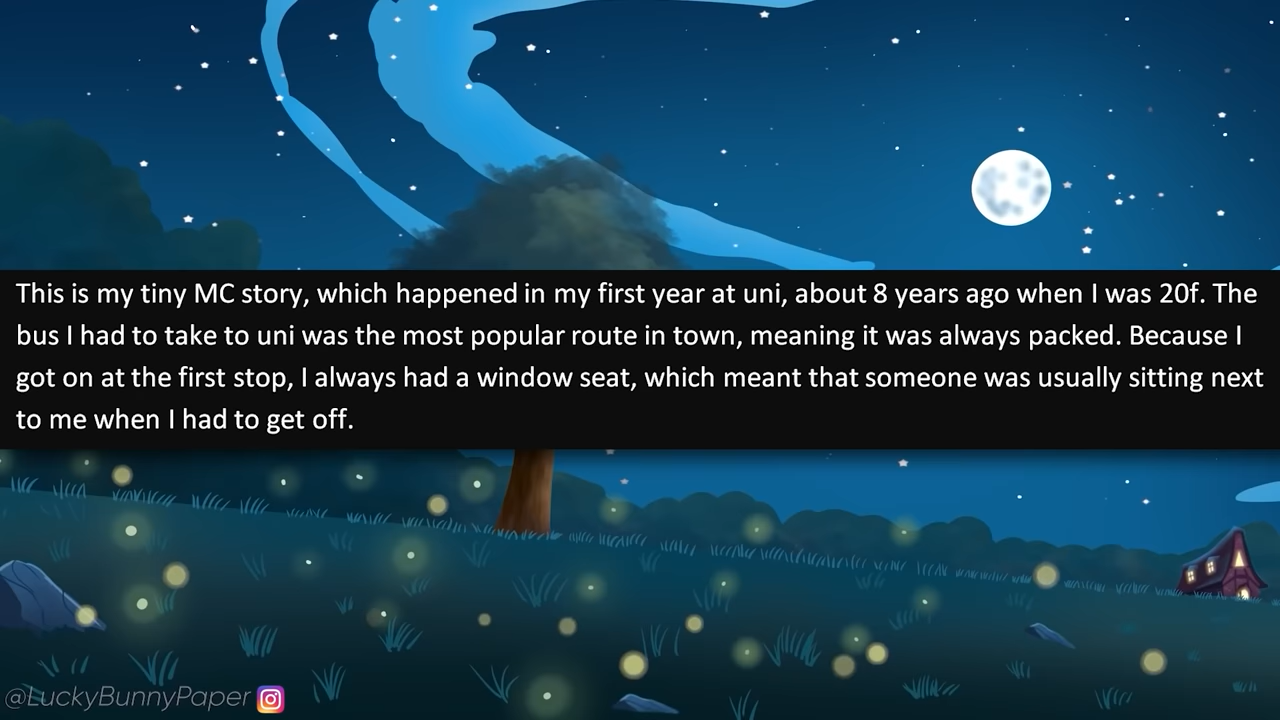 This is my tiny MC story, which happened in my first year at uni, about 8 years ago when I was 20f. The
bus I had to take to uni was the most popular route in town, meaning it was always packed. Because I
got on at the first stop, I always had a window seat, which meant that someone was usually sitting next
to me when I had to get off.
@LuckyBunnyPaper